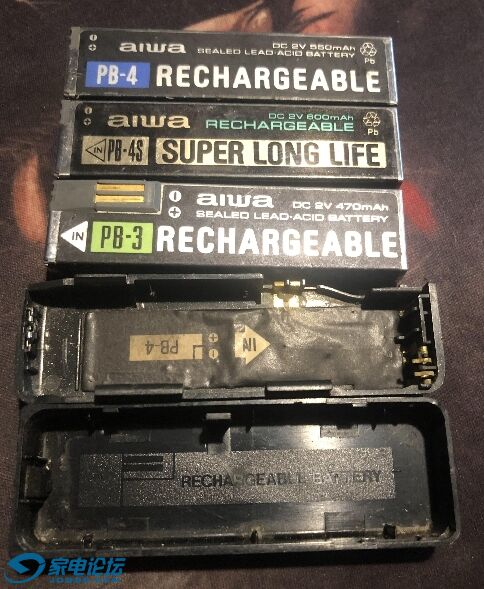 aiwa DC 2V 550mAh
SEALED LEAD-ACID BATTERY
Pb
PB-4 RECHARGEABLE
aiwa DC 2V 600mAh
RECHARGEABLE
Pb
IN PB-4S SUPER LONG LIFE
aiwa DC 2V 470mAh
SEALED LEAD-ACID BATTERY
IN PB-3 RECHARGEABLE
PB-4 IN
RECHARGEABLE BATTERY
家电论坛
JDBBS.COM